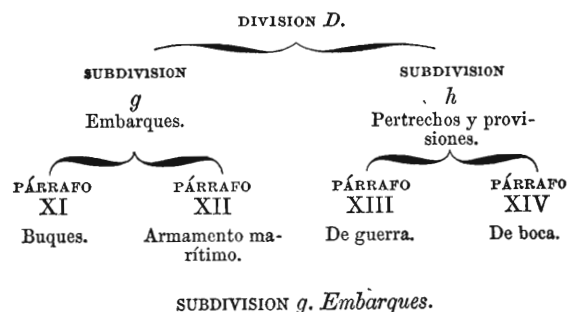 DIVISION D.
SUBDIVISION
g
Embarques.
SUBDIVISION
h
Pertrechos y provi-
siones.
PÁRRAFO
XI
Buques.
PÁRRAFO
XII
Armamento ma-
rítimo.
PÁRRAFO
XIII
De guerra.
PÁRRAFO
XIV
De boca.
SUBDIVISION g. Embarques.